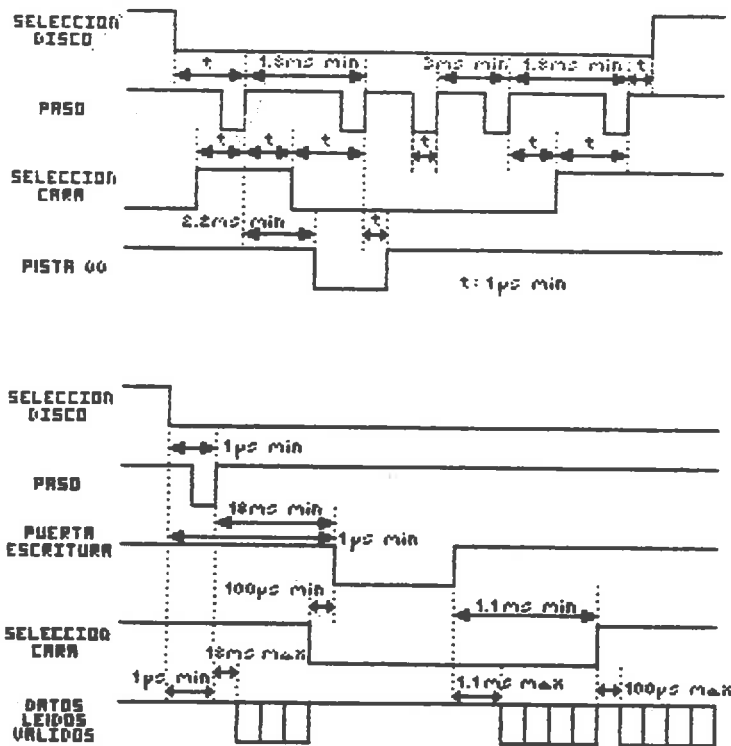 SELECCION
DISCO
t
1.8ms min
3ms min
1.8ms min
t
PASO
t
t
t
t
t
t
SELECCION
CARA
2.2ms min
t
PISTA 00
t: 1µs min
SELECCION
DISCO
1µs min
PASO
18ms min
PUERTA
ESCRITURA
1µs min
100µs min
1.1ms min
SELECCION
CARA
18ms max
1µs min
1.1ms max
100µs max
DATOS
LEIDOS
VALIDOS